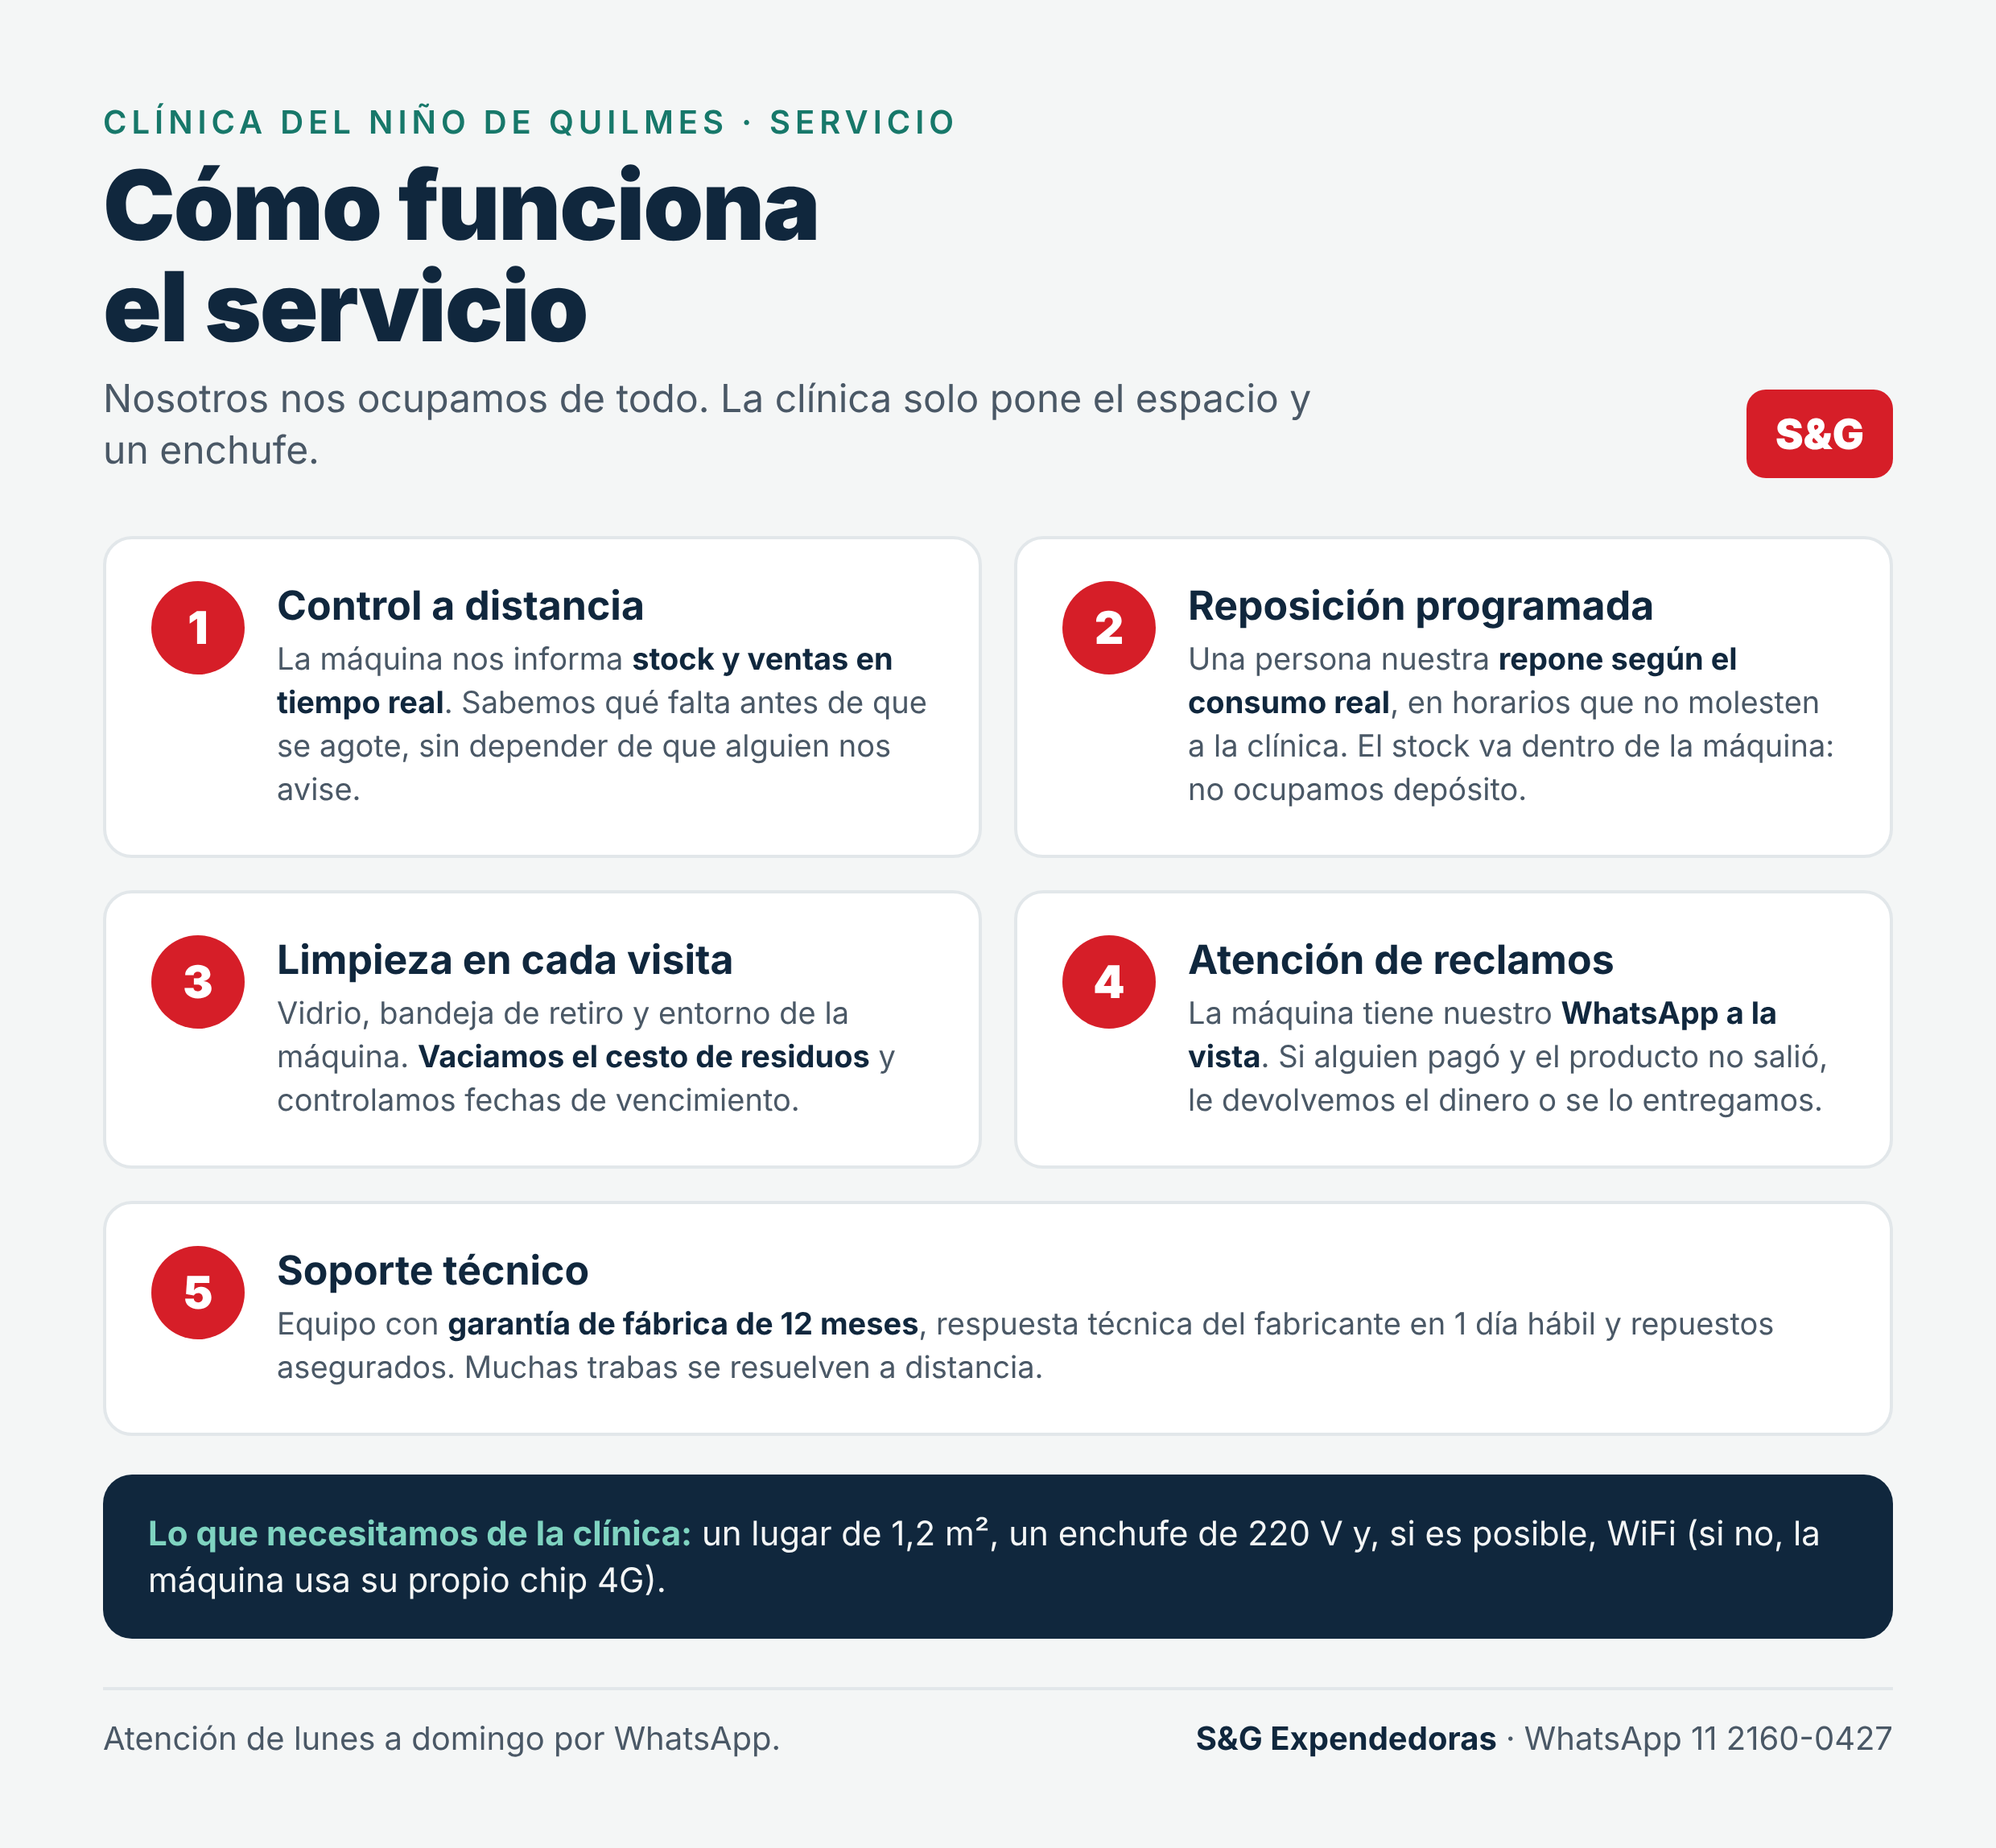 CLÍNICA DEL NIÑO DE QUILMES · SERVICIO
Cómo funciona
el servicio
Nosotros nos ocupamos de todo. La clínica solo pone el espacio y
un enchufe.
S&G
1
Control a distancia
La máquina nos informa stock y ventas en
tiempo real. Sabemos qué falta antes de que
se agote, sin depender de que alguien nos
avise.
2
Reposición programada
Una persona nuestra repone según el
consumo real, en horarios que no molesten
a la clínica. El stock va dentro de la máquina:
no ocupamos depósito.
3
Limpieza en cada visita
Vidrio, bandeja de retiro y entorno de la
máquina. Vaciamos el cesto de residuos y
controlamos fechas de vencimiento.
4
Atención de reclamos
La máquina tiene nuestro WhatsApp a la
vista. Si alguien pagó y el producto no salió,
le devolvemos el dinero o se lo entregamos.
5
Soporte técnico
Equipo con garantía de fábrica de 12 meses, respuesta técnica del fabricante en 1 día hábil y repuestos
asegurados. Muchas trabas se resuelven a distancia.
Lo que necesitamos de la clínica: un lugar de 1,2 m², un enchufe de 220 V y, si es posible, WiFi (si no, la
máquina usa su propio chip 4G).
Atención de lunes a domingo por WhatsApp.
S&G Expendedoras · WhatsApp 11 2160-0427